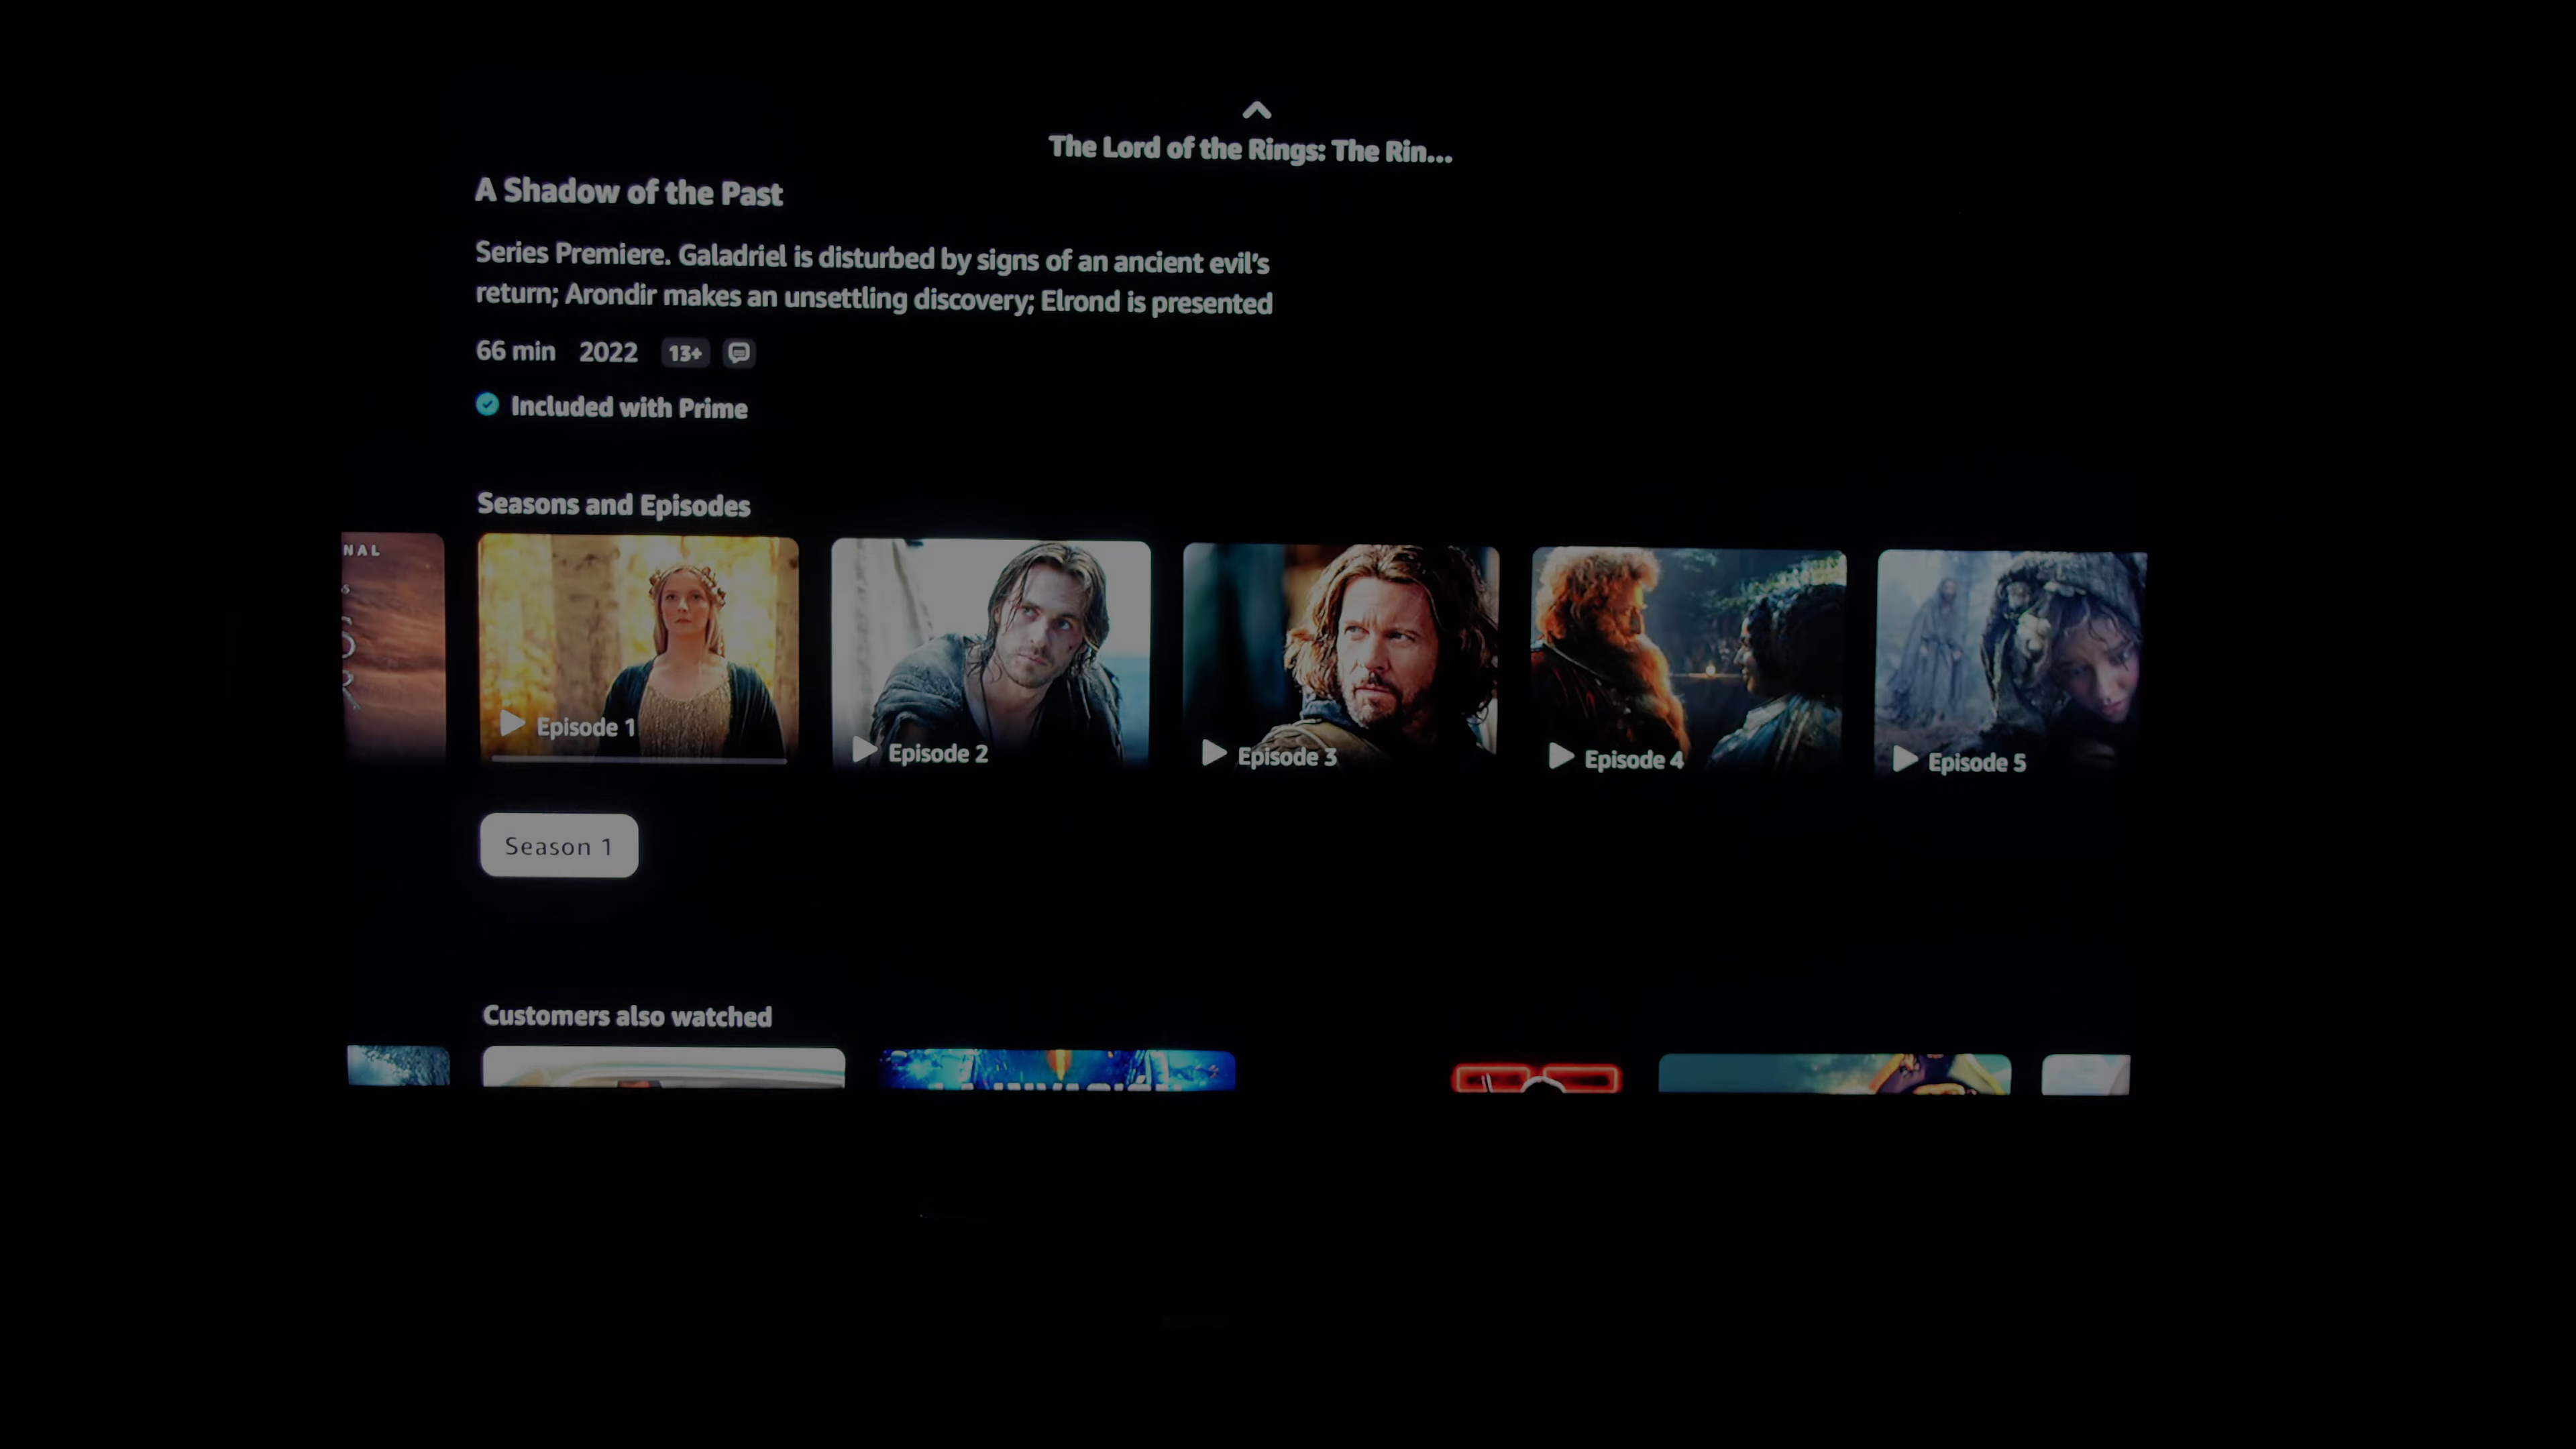 The Lord of the Rings: The Rin...
A Shadow of the Past
Series Premiere. Galadriel is disturbed by signs of an ancient evil's
return; Arondir makes an unsettling discovery; Elrond is presented
66 min 2022 13+
Included with Prime
Seasons and Episodes
NAL
Episode 1
Episode 2
Episode 3
Episode 4
Episode 5
Season 1
Customers also watched